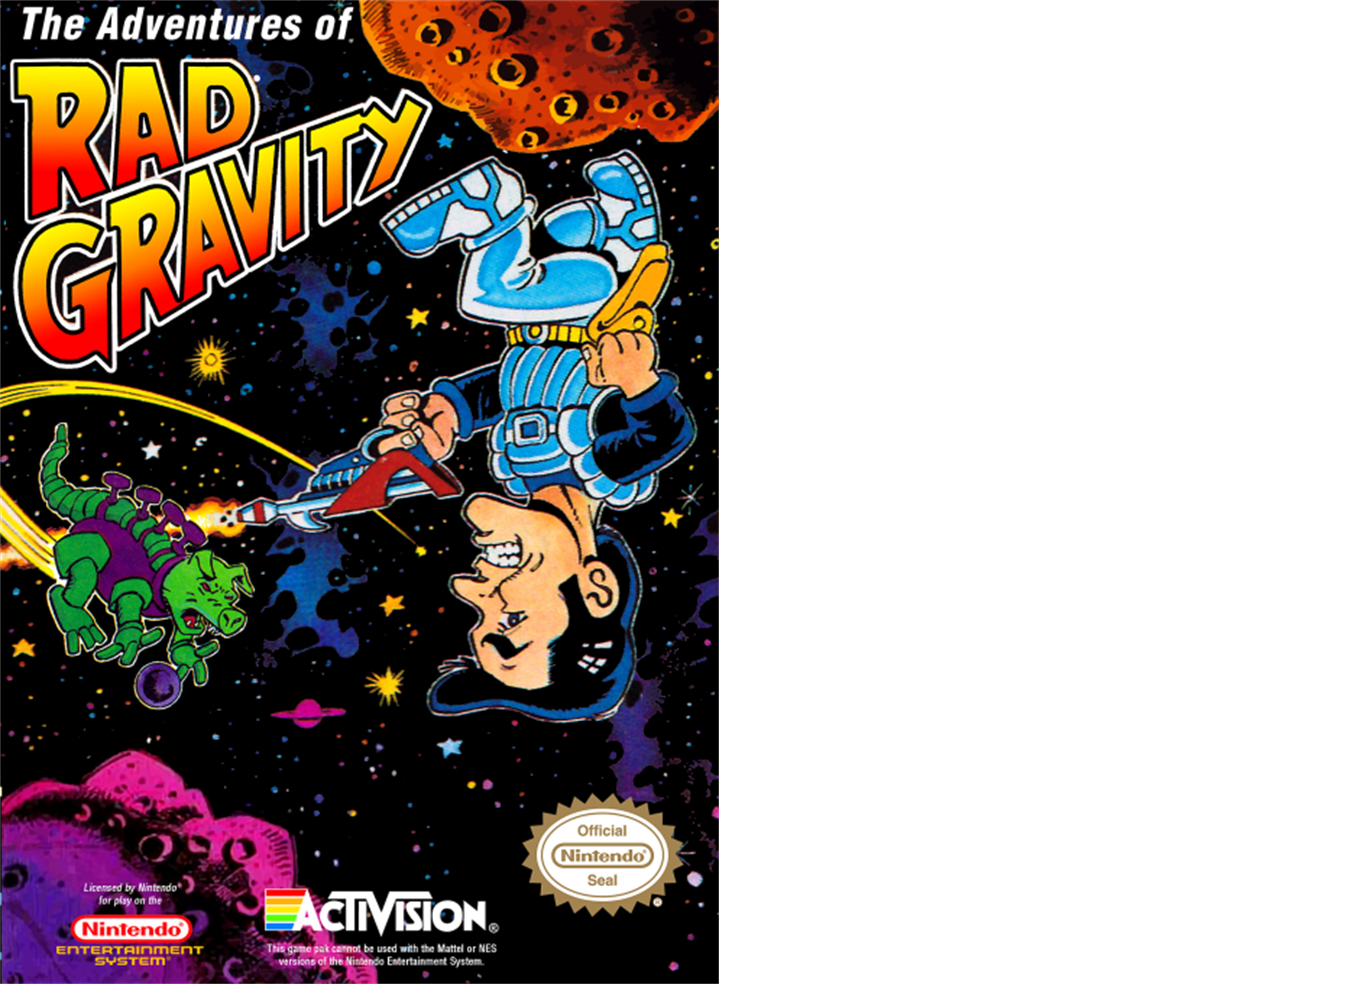 The Adventures of
RAD
GRAVITY
Official
Nintendo®
Seal
®
Licensed by Nintendo®
for play on the
Nintendo®
ENTERTAINMENT
SYSTEM®
ACTIVISION®
This game pak cannot be used with the Mattel or NES
versions of the Nintendo Entertainment System.